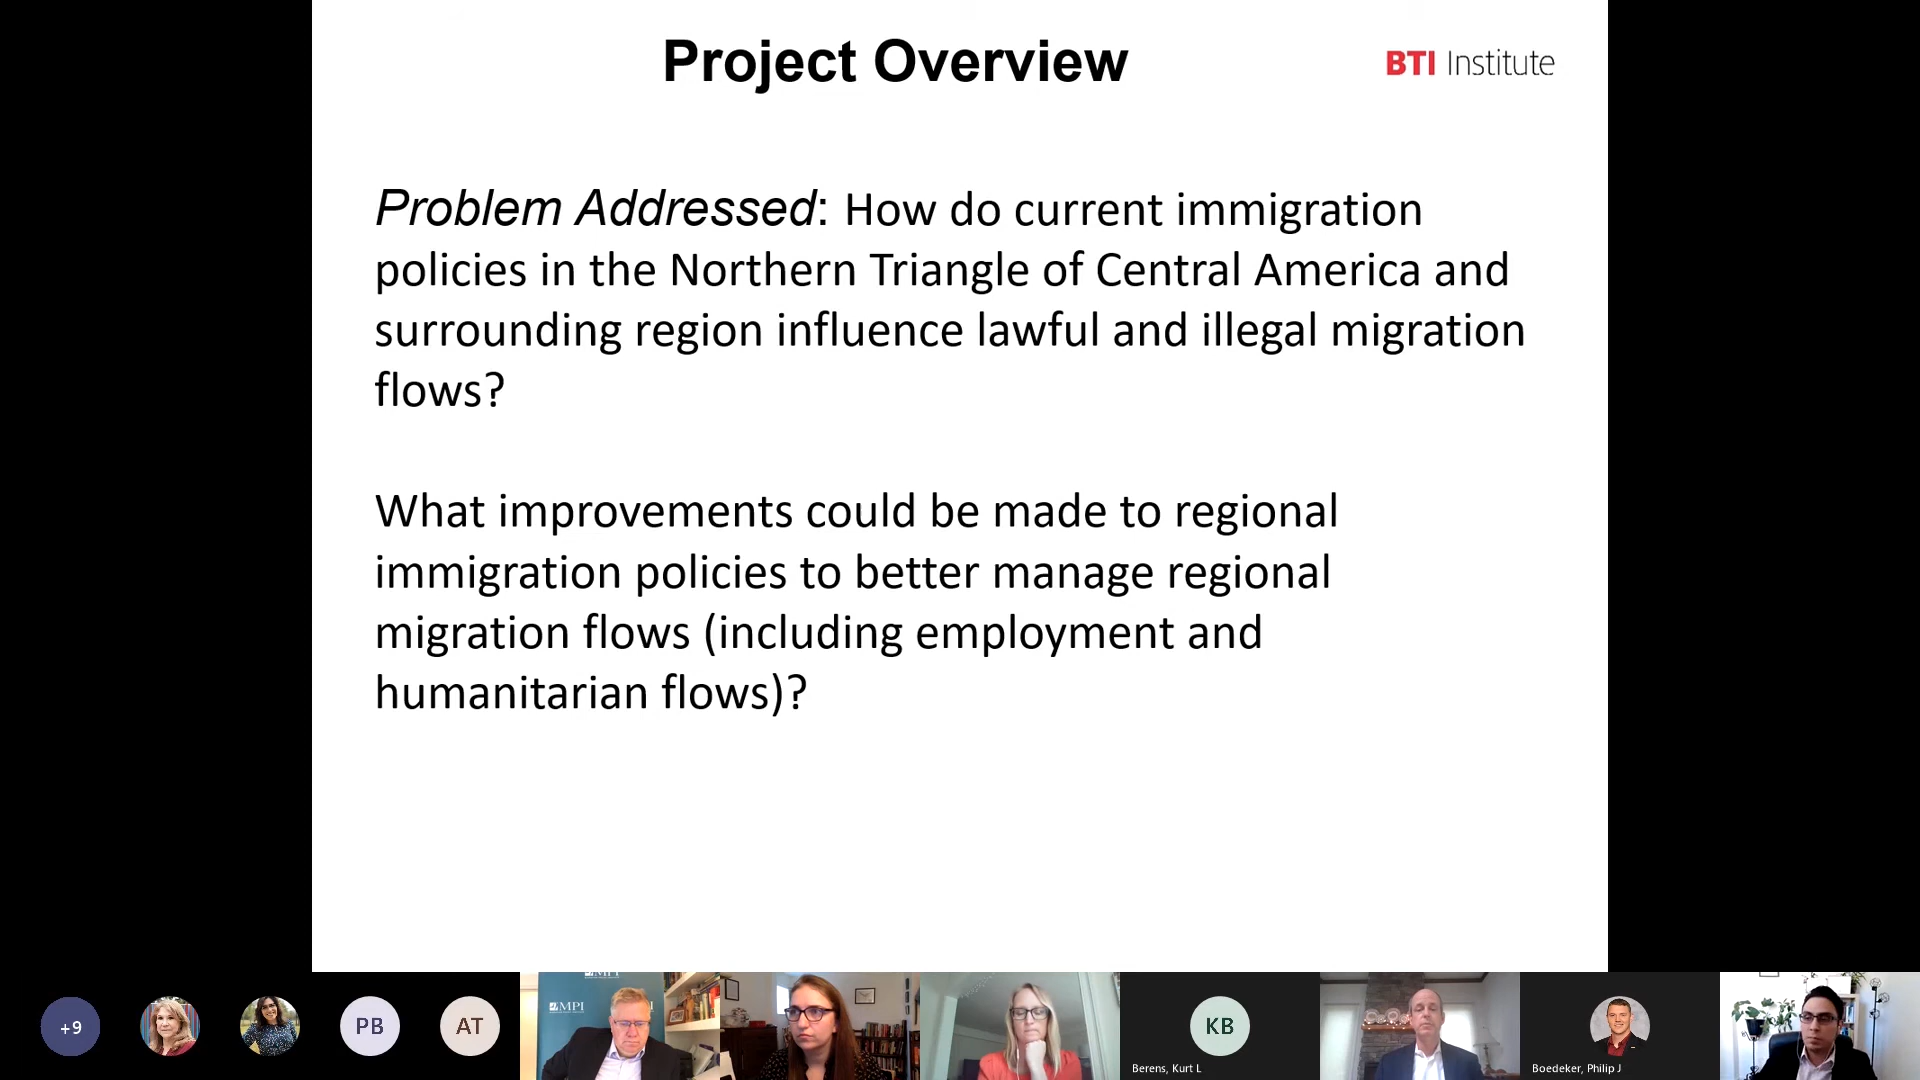 Project Overview
BTI Institute
Problem Addressed: How do current immigration
policies in the Northern Triangle of Central America and
surrounding region influence lawful and illegal migration
flows?
What improvements could be made to regional
immigration policies to better manage regional
migration flows (including employment and
humanitarian flows)?
+9
PB
AT
MPI
MPI
KB
Berens, Kurt L
Boedeker, Philip J